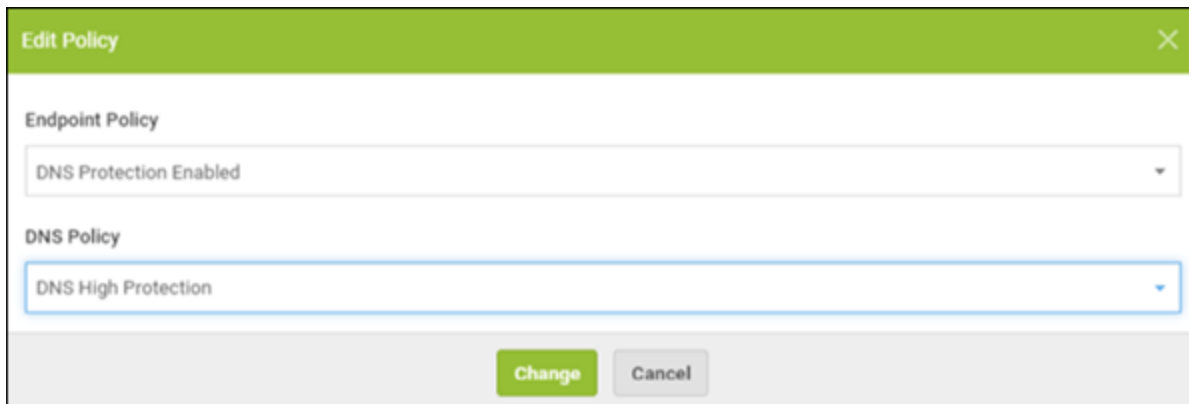 Edit Policy
Endpoint Policy
DNS Protection Enabled
DNS Policy
DNS High Protection
Change Cancel